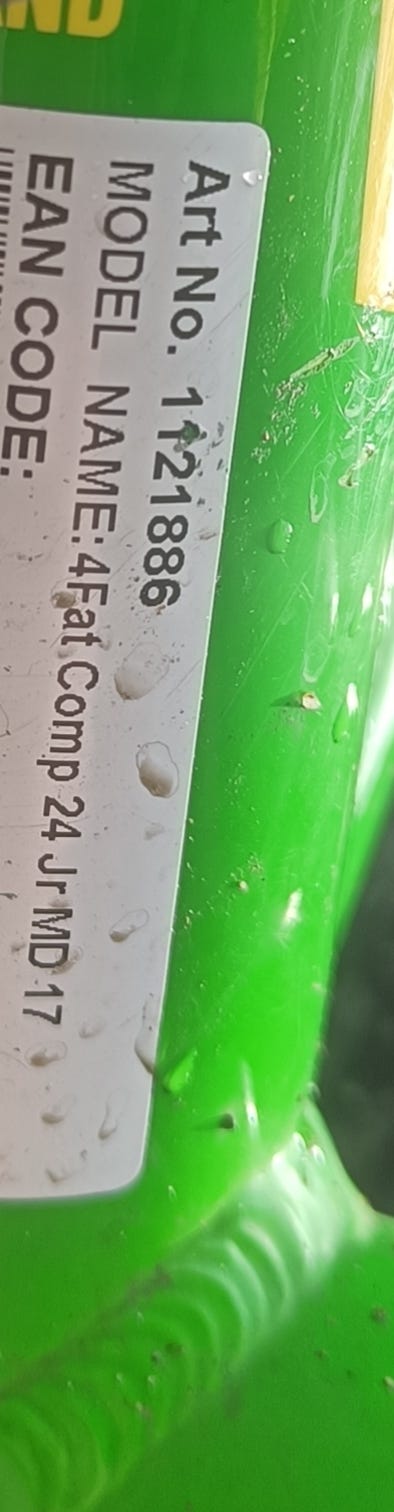 Art No. 1121886
MODEL NAME: 4Fat Comp 24 Jr MD 17
EAN CODE: